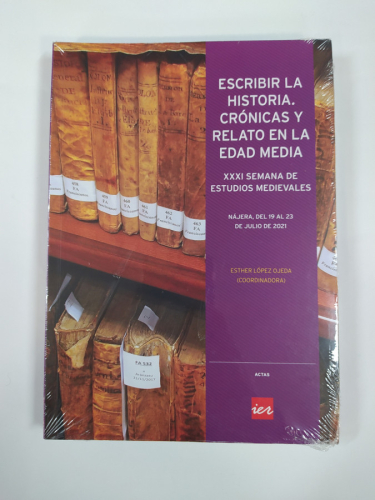 ESCRIBIR LA
HISTORIA.
CRÓNICAS Y
RELATO EN LA
EDAD MEDIA
XXXI SEMANA DE
ESTUDIOS MEDIEVALES
NÁJERA, DEL 19 AL 23
DE JULIO DE 2021
ESTHER LÓPEZ OJEDA
(COORDINADORA)
ACTAS
ier